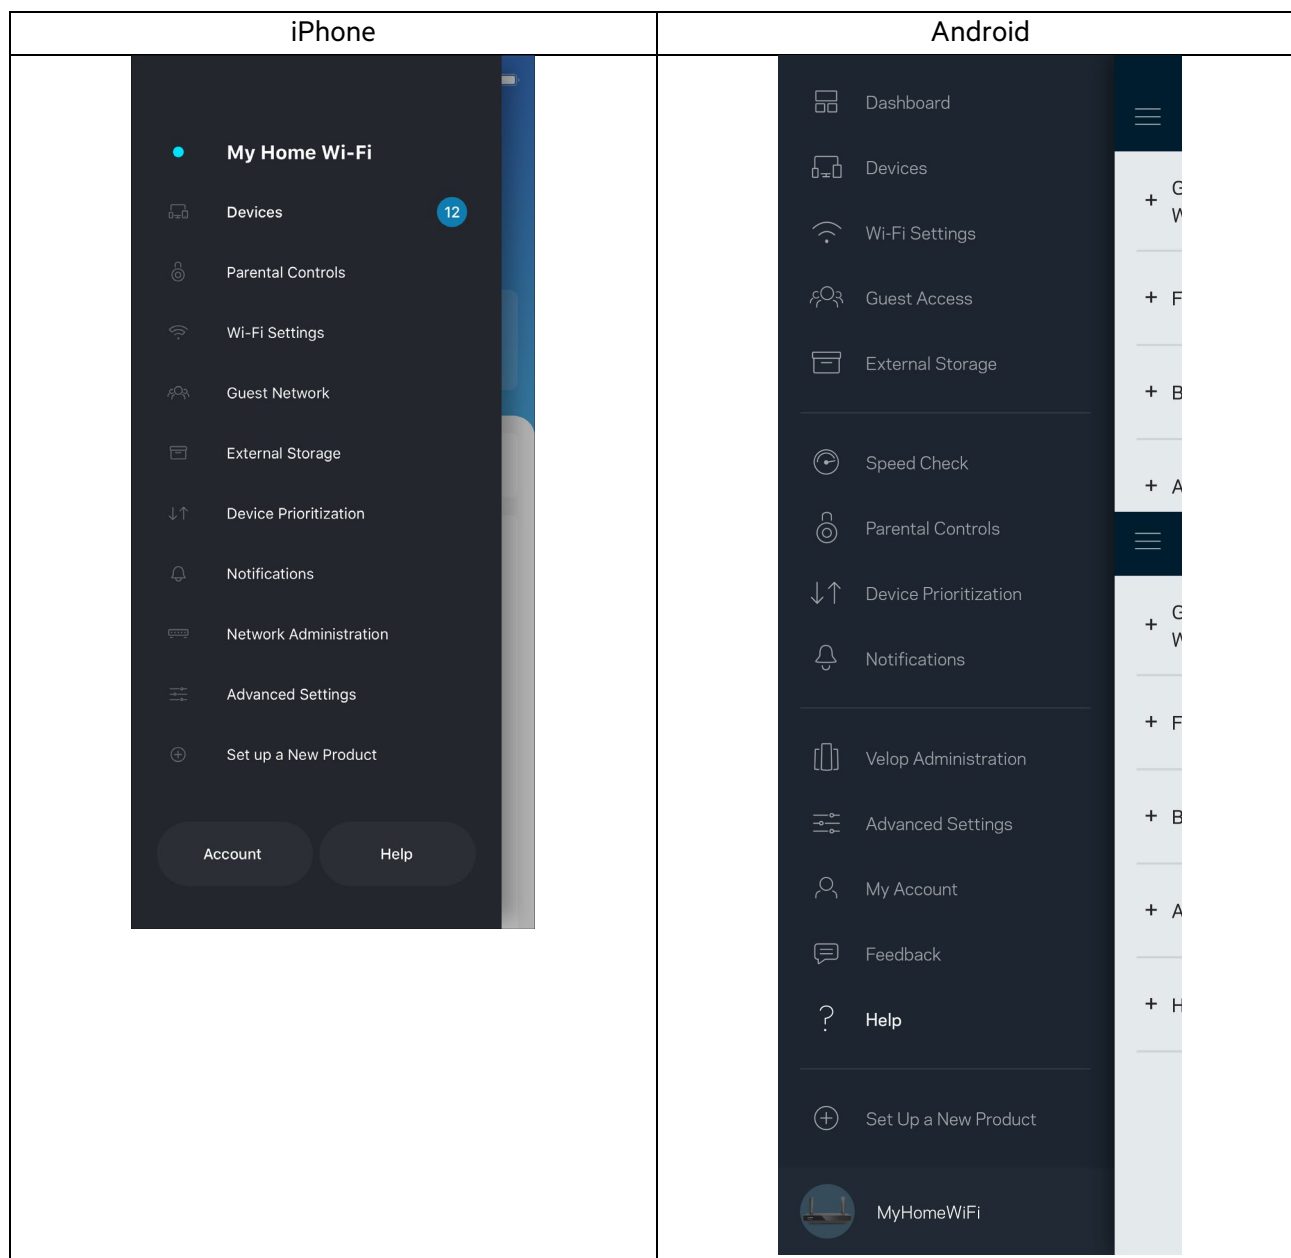 iPhone
Android
My Home Wi-Fi
Devices
12
Parental Controls
Wi-Fi Settings
Guest Network
External Storage
Device Prioritization
Notifications
Network Administration
Advanced Settings
Set up a New Product
Account
Help
Dashboard
Devices
Wi-Fi Settings
Guest Access
External Storage
Speed Check
Parental Controls
Device Prioritization
Notifications
Velop Administration
Advanced Settings
My Account
Feedback
Help
Set Up a New Product
MyHomeWiFi